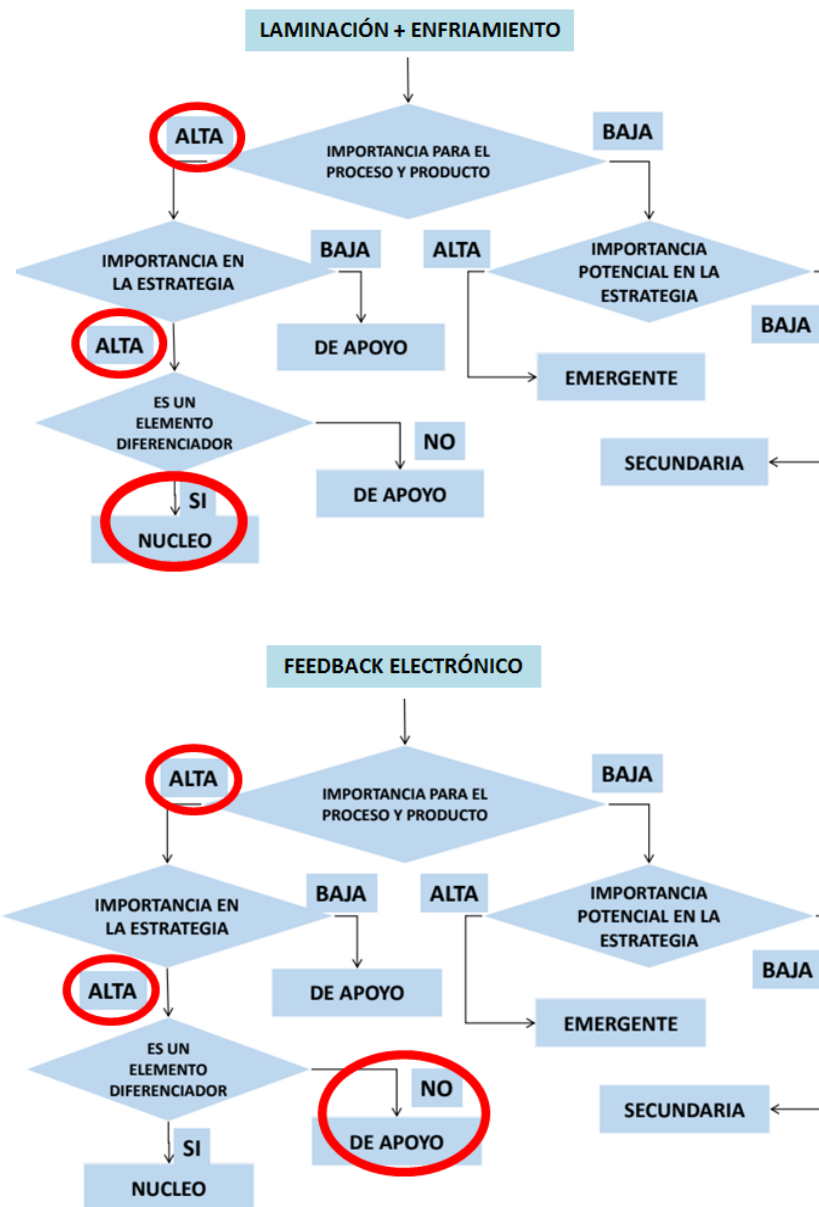 LAMINACIÓN + ENFRIAMIENTO
ALTA
BAJA
IMPORTANCIA PARA EL
PROCESO Y PRODUCTO
IMPORTANCIA EN
LA ESTRATEGIA
BAJA
ALTA
IMPORTANCIA
POTENCIAL EN LA
ESTRATEGIA
ALTA
DE APOYO
BAJA
EMERGENTE
ES UN
ELEMENTO
DIFERENCIADOR
NO
SECUNDARIA
SI
DE APOYO
NUCLEO
FEEDBACK ELECTRÓNICO
ALTA
BAJA
IMPORTANCIA PARA EL
PROCESO Y PRODUCTO
IMPORTANCIA EN
LA ESTRATEGIA
BAJA
ALTA
IMPORTANCIA
POTENCIAL EN LA
ESTRATEGIA
ALTA
DE APOYO
BAJA
EMERGENTE
ES UN
ELEMENTO
DIFERENCIADOR
NO
SECUNDARIA
SI
DE APOYO
NUCLEO